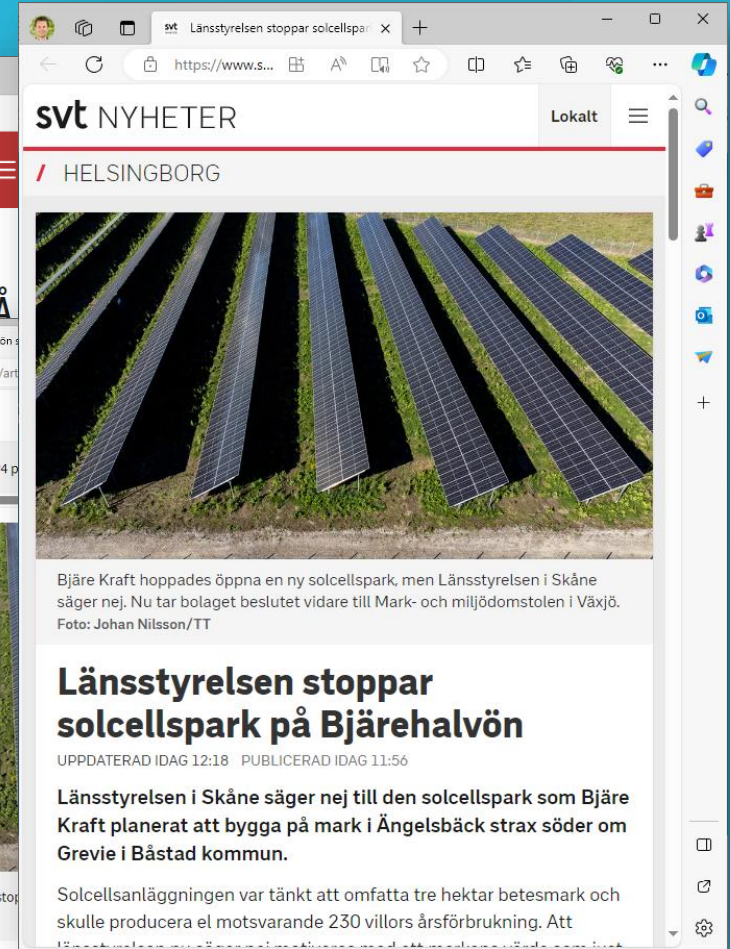 svt Länsstyrelsen stoppar solcellspar
https://www.s...
svt NYHETER
Lokalt
/ HELSINGBORG
Bjäre Kraft hoppades öppna en ny solcellspark, men Länsstyrelsen i Skåne
säger nej. Nu tar bolaget beslutet vidare till Mark- och miljödomstolen i Växjö.
Foto: Johan Nilsson/TT
Länsstyrelsen stoppar
solcellspark på Bjärehalvön
UPPDATERAD IDAG 12:18 PUBLICERAD IDAG 11:56
Länsstyrelsen i Skåne säger nej till den solcellspark som Bjäre
Kraft planerat att bygga på mark i Ängelsbäck strax söder om
Grevie i Båstad kommun.
Solcellsanläggningen var tänkt att omfatta tre hektar betesmark och
skulle producera el motsvarande 230 villors årsförbrukning. Att